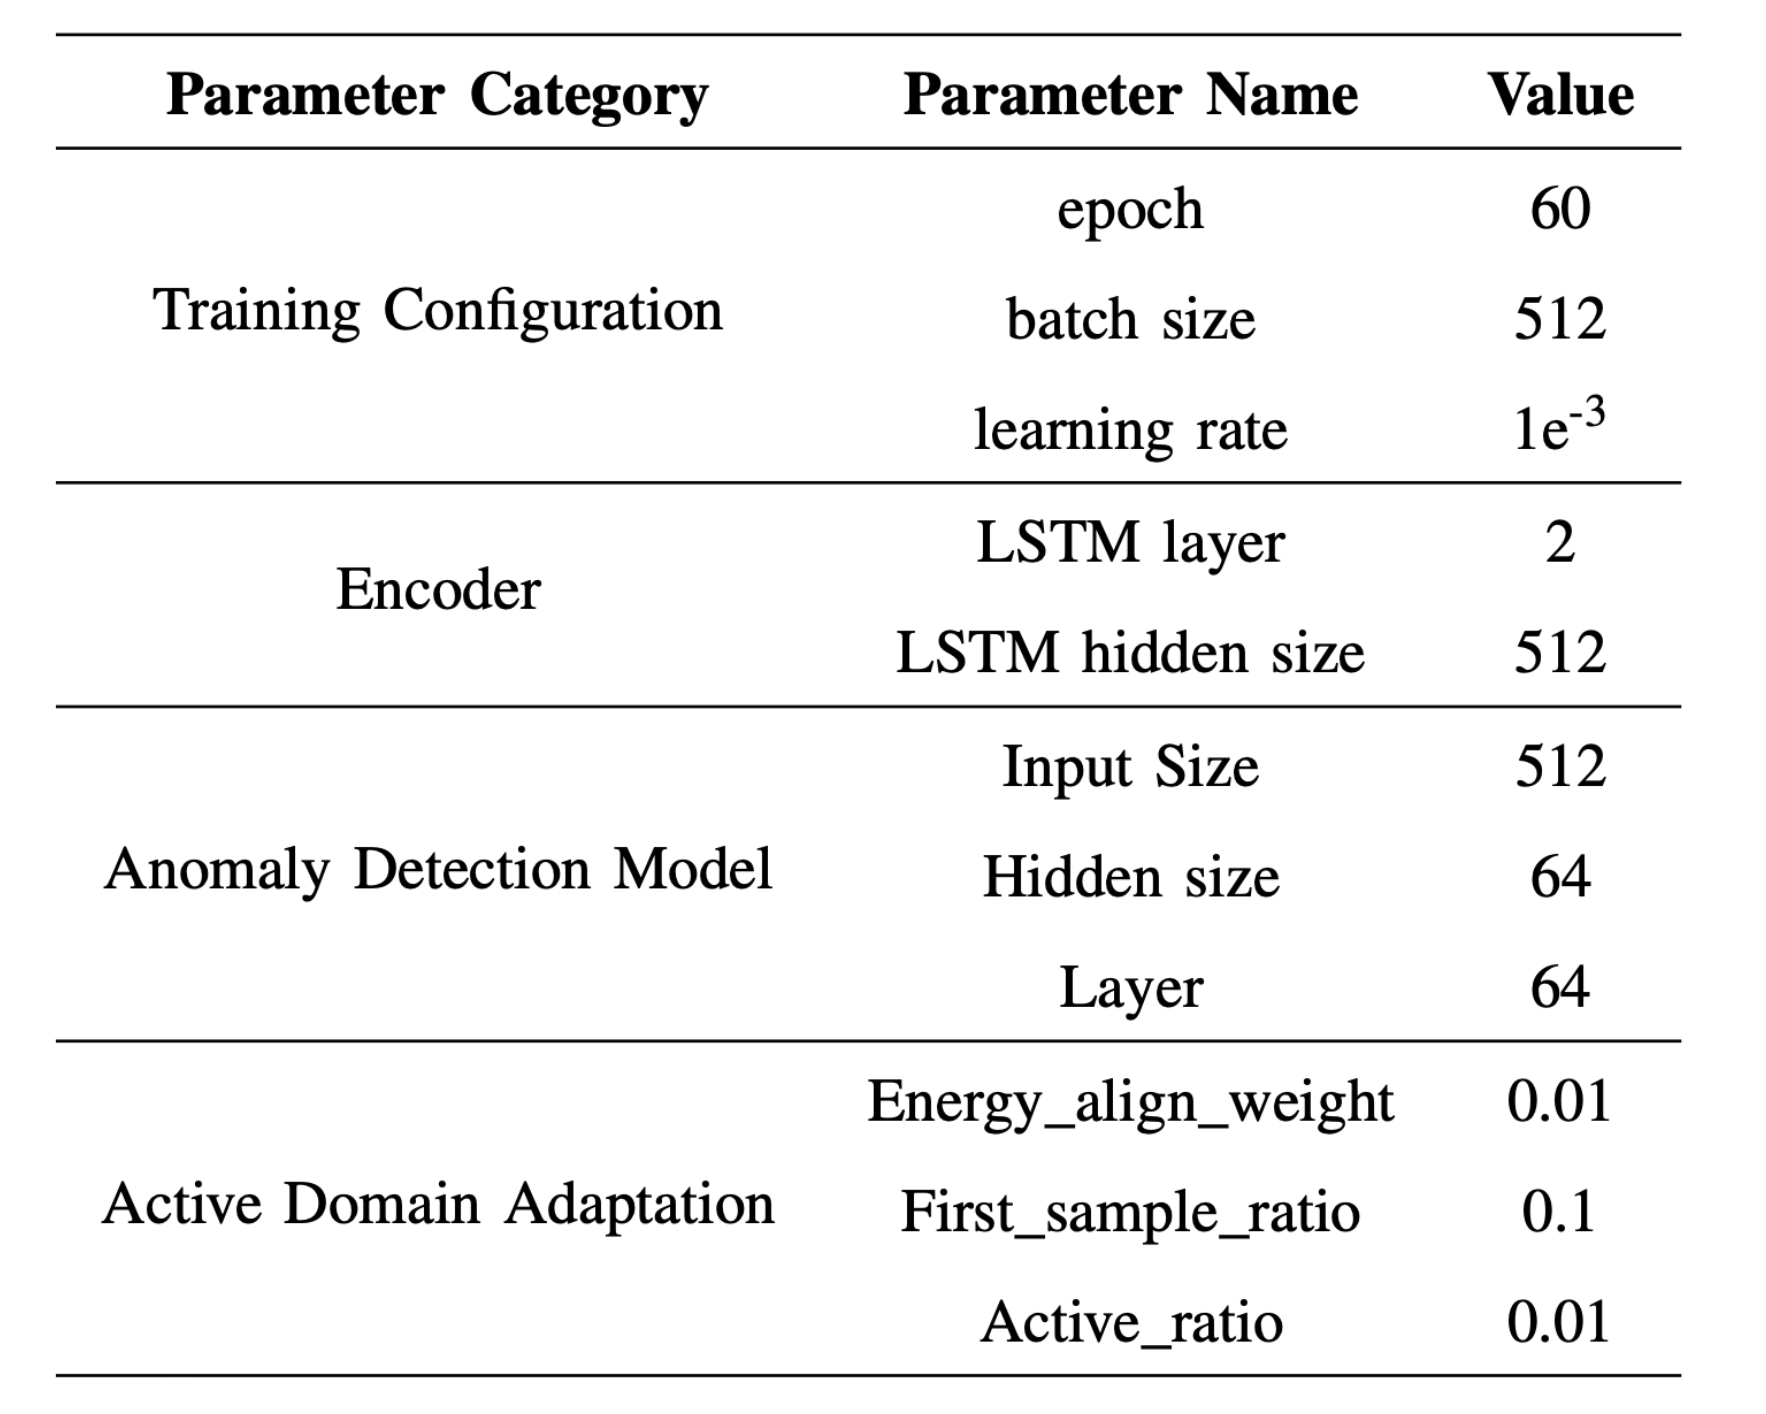 Parameter Category Parameter Name Value
Training Configuration
epoch 60
batch size 512
learning rate 1e⁻³
Encoder
LSTM layer 2
LSTM hidden size 512
Anomaly Detection Model
Input Size 512
Hidden size 64
Layer 64
Active Domain Adaptation
Energy_align_weight 0.01
First_sample_ratio 0.1
Active_ratio 0.01